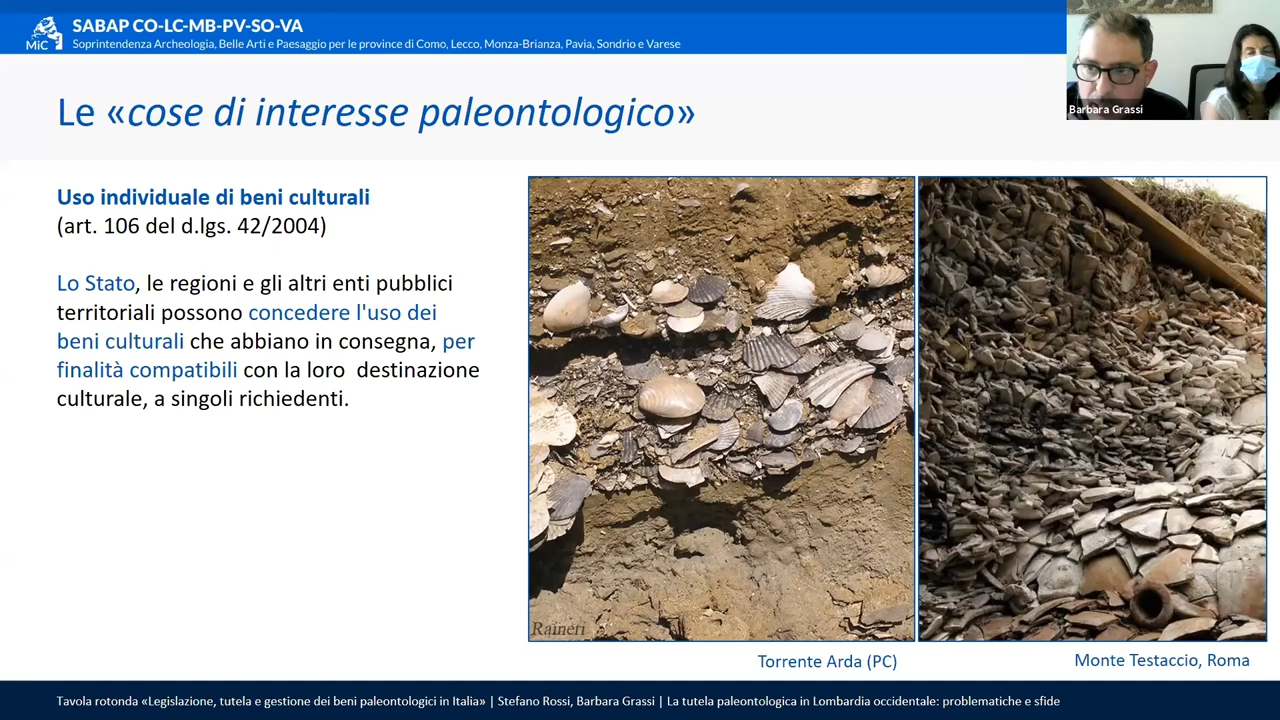 MiC
SABAP CO-LC-MB-PV-SO-VA
Soprintendenza Archeologia, Belle Arti e Paesaggio per le province di Como, Lecco, Monza-Brianza, Pavia, Sondrio e Varese
Barbara Grassi
Le «cose di interesse paleontologico»
Uso individuale di beni culturali
(art. 106 del d.lgs. 42/2004)
Lo Stato, le regioni e gli altri enti pubblici
territoriali possono concedere l'uso dei
beni culturali che abbiano in consegna, per
finalità compatibili con la loro destinazione
culturale, a singoli richiedenti.
Raineri
Torrente Arda (PC)
Monte Testaccio, Roma
Tavola rotonda «Legislazione, tutela e gestione dei beni paleontologici in Italia» | Stefano Rossi, Barbara Grassi | La tutela paleontologica in Lombardia occidentale: problematiche e sfide